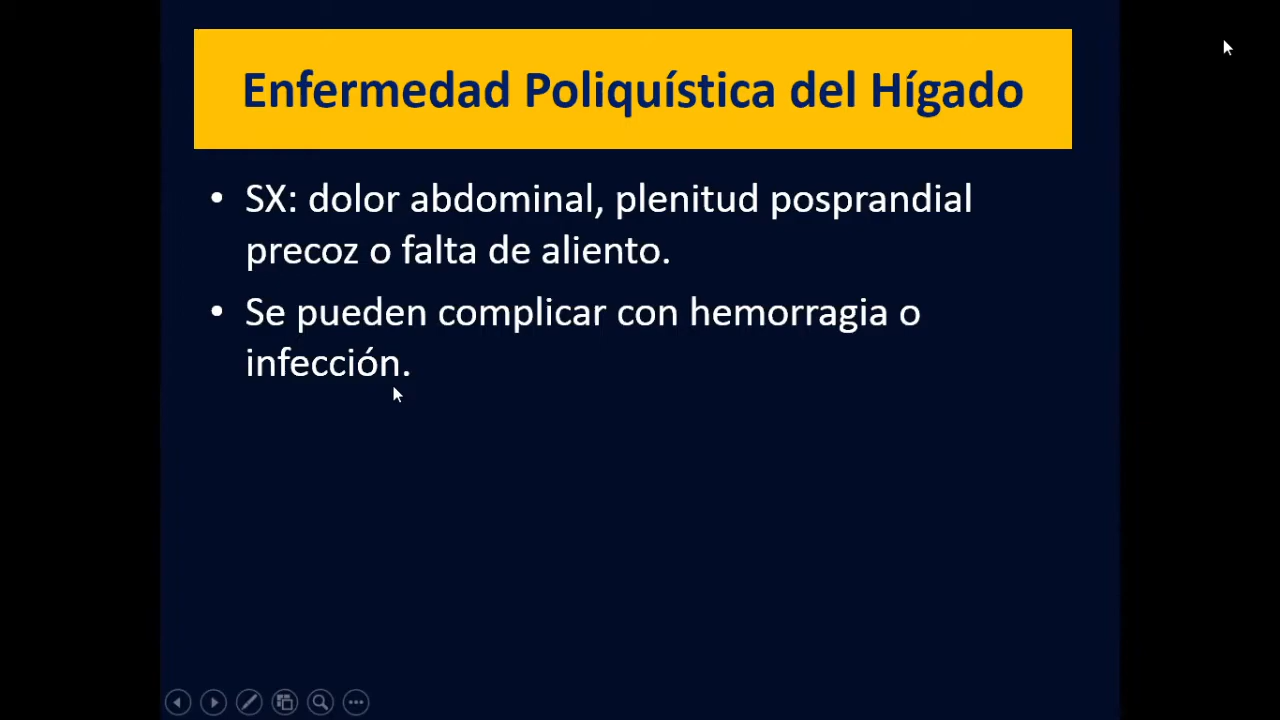 Enfermedad Poliquística del Hígado
• SX: dolor abdominal, plenitud posprandial
precoz o falta de aliento.
• Se pueden complicar con hemorragia o
infección.